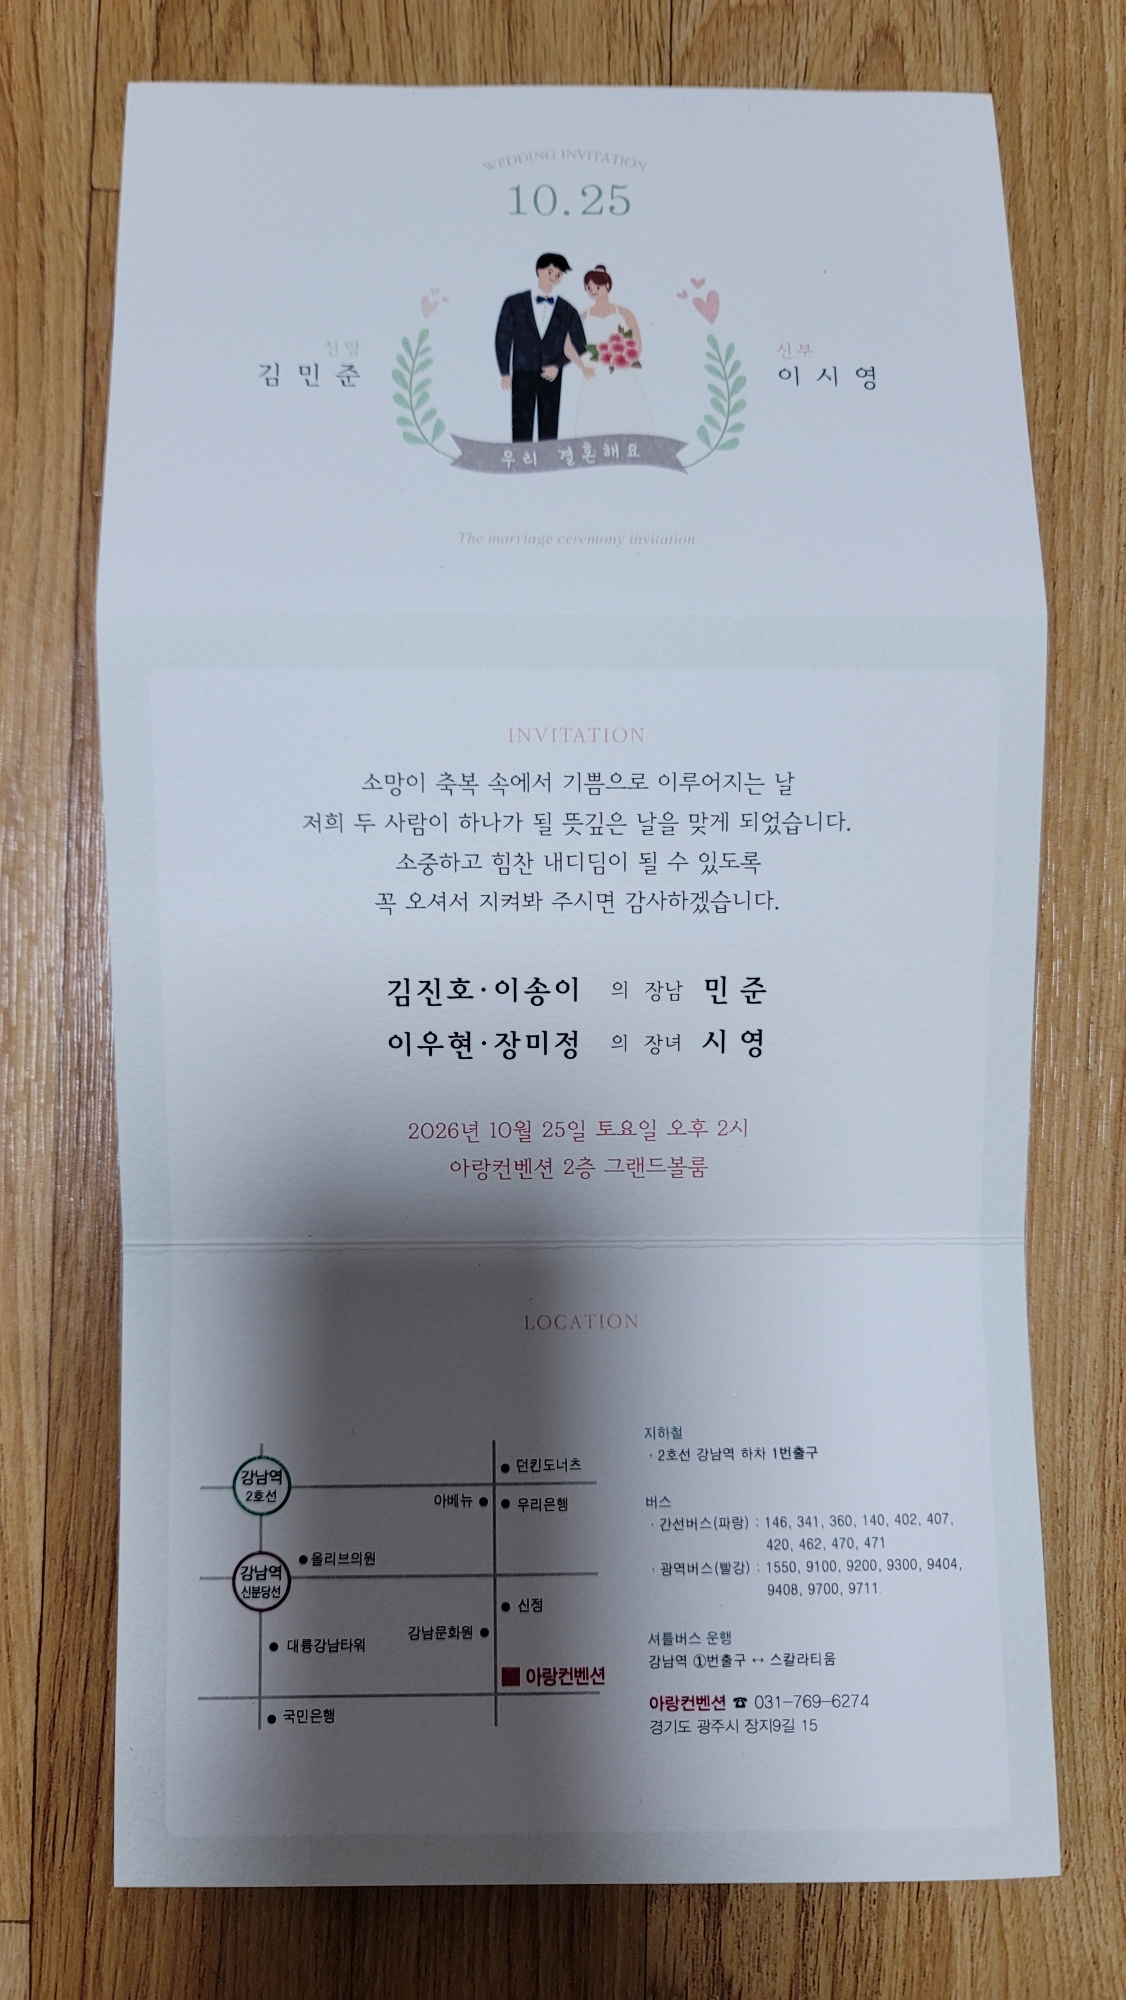 WEDDING INVITATION
10.25
신랑
김 민 준
신부
이 시 영
우리 결혼해요
The marriage ceremony invitation
INVITATION
소망이 축복 속에서 기쁨으로 이루어지는 날
저희 두 사람이 하나가 될 뜻깊은 날을 맞게 되었습니다.
소중하고 힘찬 내디딤이 될 수 있도록
꼭 오셔서 지켜봐 주시면 감사하겠습니다.
김진호·이송이 의 장남 민 준
이우현·장미정 의 장녀 시 영
2026년 10월 25일 토요일 오후 2시
아랑컨벤션 2층 그랜드볼룸
LOCATION
강남역
2호선
던킨도너츠
아베뉴
우리은행
올리브의원
강남역
신분당선
신정
강남문화원
대륭강남타워
아랑컨벤션
국민은행
지하철
· 2호선 강남역 하차 1번출구
버스
· 간선버스(파랑) : 146, 341, 360, 140, 402, 407,
420, 462, 470, 471
· 광역버스(빨강) : 1550, 9100, 9200, 9300, 9404,
9408, 9700, 9711
셔틀버스 운행
강남역 ①번출구 ↔ 스칼라티움
아랑컨벤션 ☎ 031-769-6274
경기도 광주시 장지9길 15